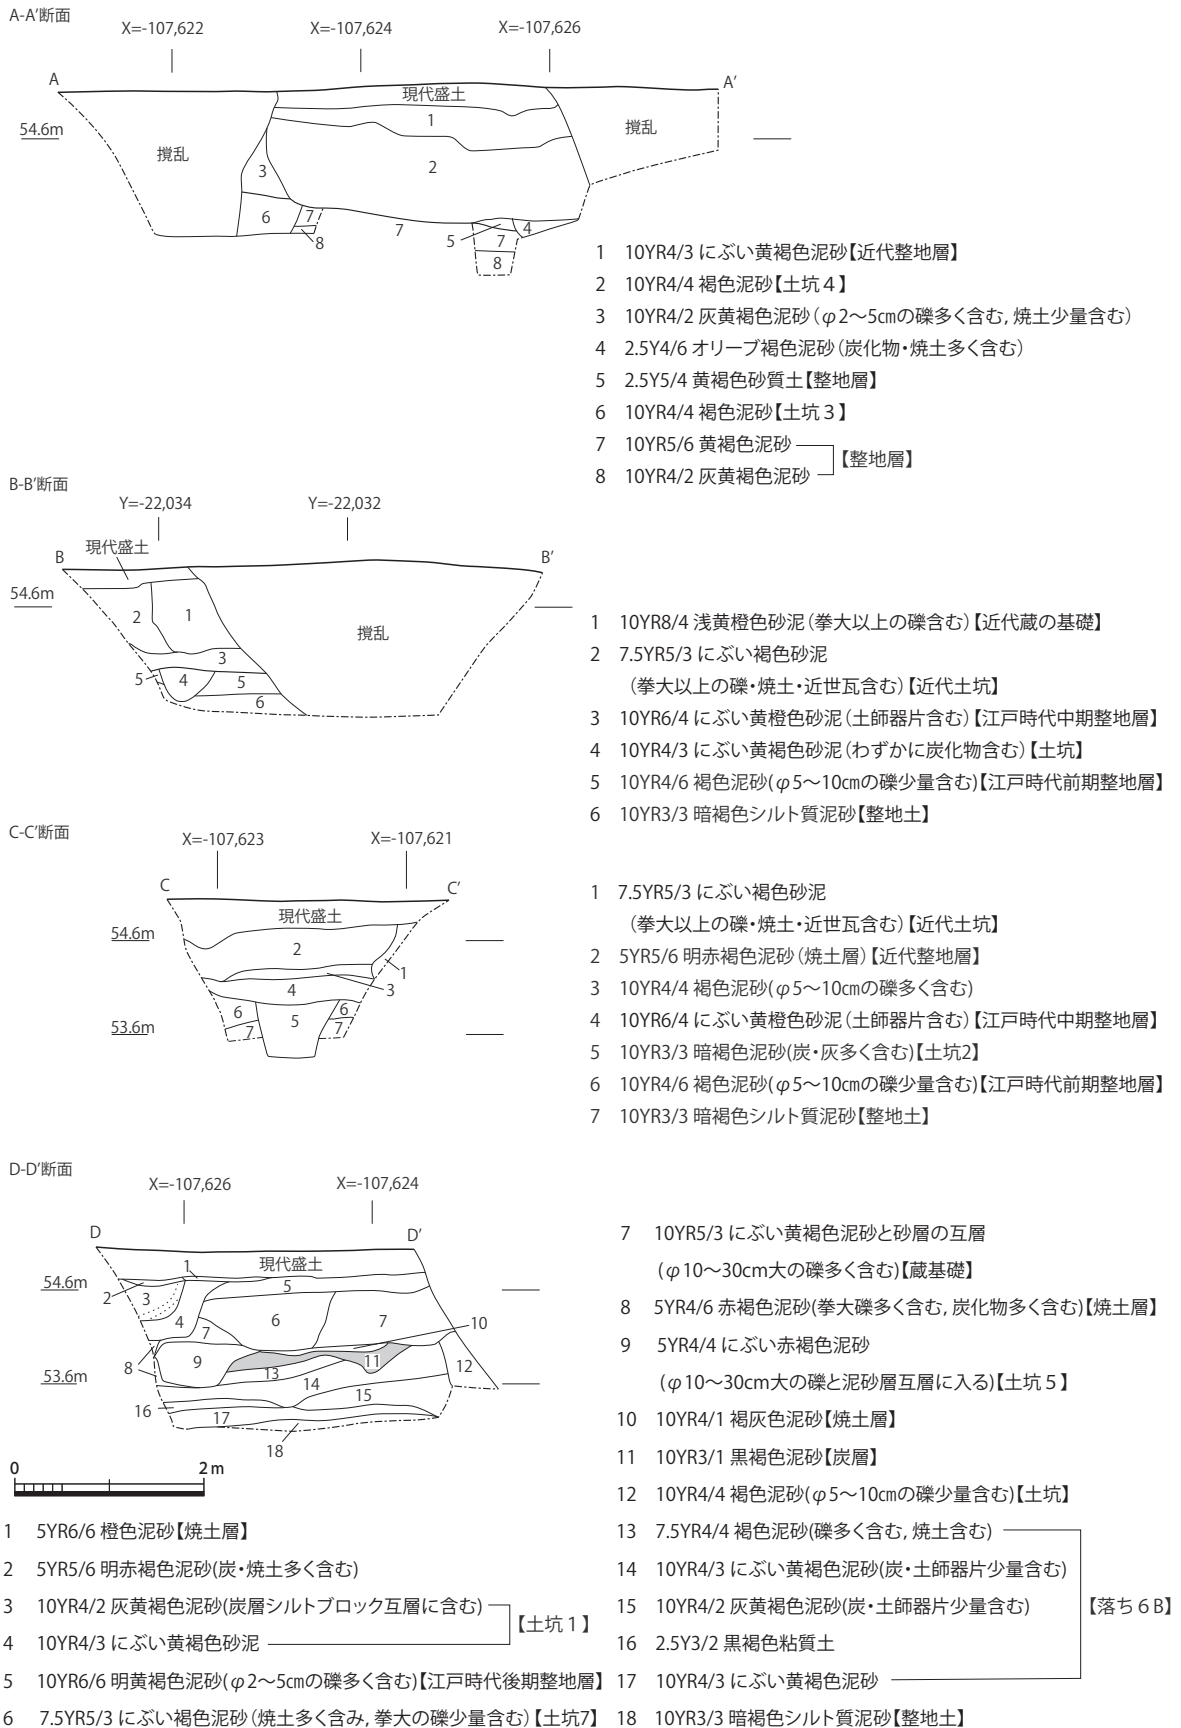 A-A'断面
X=-107,622
X=-107,624
X=-107,626
A
A'
現代盛土
54.6m
撹乱
1
撹乱
2
3
6
7
8
7
5
4
7
8
1 10YR4/3 にぶい黄褐色泥砂【近代整地層】
2 10YR4/4 褐色泥砂【土坑４】
3 10YR4/2 灰黄褐色泥砂（φ2〜5㎝の礫多く含む, 焼土少量含む）
4 2.5Y4/6 オリーブ褐色泥砂（炭化物・焼土多く含む）
5 2.5Y5/4 黄褐色砂質土【整地層】
6 10YR4/4 褐色泥砂【土坑３】
7 10YR5/6 黄褐色泥砂
【整地層】
8 10YR4/2 灰黄褐色泥砂
B-B'断面
Y=-22,034
Y=-22,032
B
現代盛土
B'
54.6m
2
1
撹乱
3
5
4
5
6
1 10YR8/4 浅黄橙色砂泥（拳大以上の礫含む）【近代蔵の基礎】
2 7.5YR5/3 にぶい褐色砂泥
（拳大以上の礫・焼土・近世瓦含む）【近代土坑】
3 10YR6/4 にぶい黄橙色砂泥（土師器片含む）【江戸時代中期整地層】
4 10YR4/3 にぶい黄褐色砂泥（わずかに炭化物含む）【土坑】
5 10YR4/6 褐色泥砂(φ5〜10㎝の礫少量含む)【江戸時代前期整地層】
6 10YR3/3 暗褐色シルト質泥砂【整地土】
C-C'断面
X=-107,623
X=-107,621
C
C'
現代盛土
54.6m
2
1
3
4
6
6
5
7
7
53.6m
1 7.5YR5/3 にぶい褐色砂泥
（拳大以上の礫・焼土・近世瓦含む）【近代土坑】
2 5YR5/6 明赤褐色泥砂（焼土層）【近代整地層】
3 10YR4/4 褐色泥砂(φ5〜10㎝の礫多く含む)
4 10YR6/4 にぶい黄橙色砂泥（土師器片含む）【江戸時代中期整地層】
5 10YR3/3 暗褐色泥砂(炭・灰多く含む)【土坑2】
6 10YR4/6 褐色泥砂(φ5〜10㎝の礫少量含む)【江戸時代前期整地層】
7 10YR3/3 暗褐色シルト質泥砂【整地土】
D-D'断面
X=-107,626
X=-107,624
D
D'
現代盛土
54.6m
1
2
3
5
4
6
7
7
10
8
9
11
12
13
53.6m
14
15
16
17
18
0
2 m
1 5YR6/6 橙色泥砂【焼土層】
2 5YR5/6 明赤褐色泥砂(炭・焼土多く含む)
3 10YR4/2 灰黄褐色泥砂(炭層シルトブロック互層に含む)
【土坑１】
4 10YR4/3 にぶい黄褐色砂泥
5 10YR6/6 明黄褐色泥砂(φ2〜5㎝の礫多く含む)【江戸時代後期整地層】
6 7.5YR5/3 にぶい褐色泥砂（焼土多く含み, 拳大の礫少量含む）【土坑7】
7 10YR5/3 にぶい黄褐色泥砂と砂層の互層
(φ10〜30cm大の礫多く含む)【蔵基礎】
8 5YR4/6 赤褐色泥砂(拳大礫多く含む, 炭化物多く含む)【焼土層】
9 5YR4/4 にぶい赤褐色泥砂
(φ10〜30cm大の礫と泥砂層互層に入る)【土坑５】
10 10YR4/1 褐灰色泥砂【焼土層】
11 10YR3/1 黒褐色泥砂【炭層】
12 10YR4/4 褐色泥砂(φ5〜10㎝の礫少量含む)【土坑】
13 7.5YR4/4 褐色泥砂(礫多く含む, 焼土含む)
14 10YR4/3 にぶい黄褐色泥砂(炭・土師器片少量含む)
15 10YR4/2 灰黄褐色泥砂(炭・土師器片少量含む)
【落ち６B】
16 2.5Y3/2 黒褐色粘質土
17 10YR4/3 にぶい黄褐色泥砂
18 10YR3/3 暗褐色シルト質泥砂【整地土】